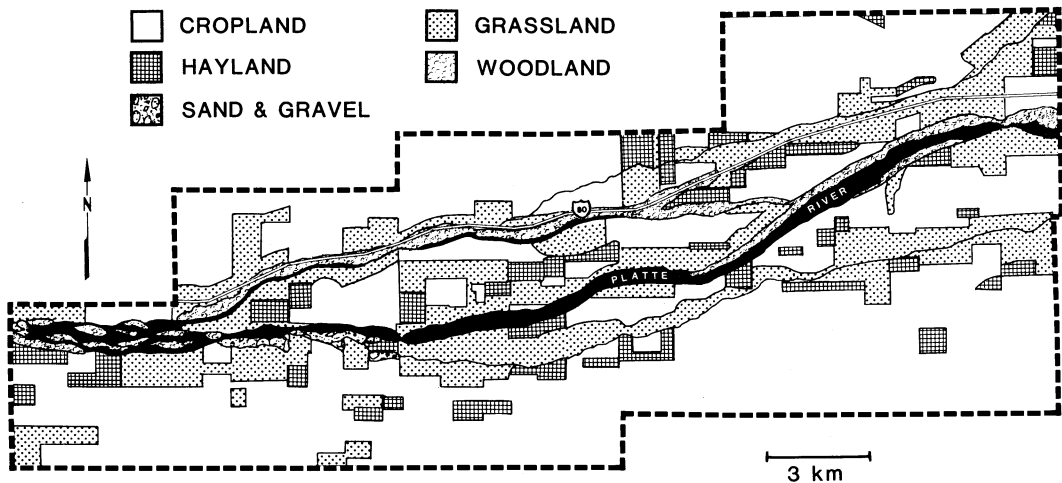 CROPLAND
GRASSLAND
HAYLAND
WOODLAND
SAND & GRAVEL
N
80
RIVER
PLATTE
3 km